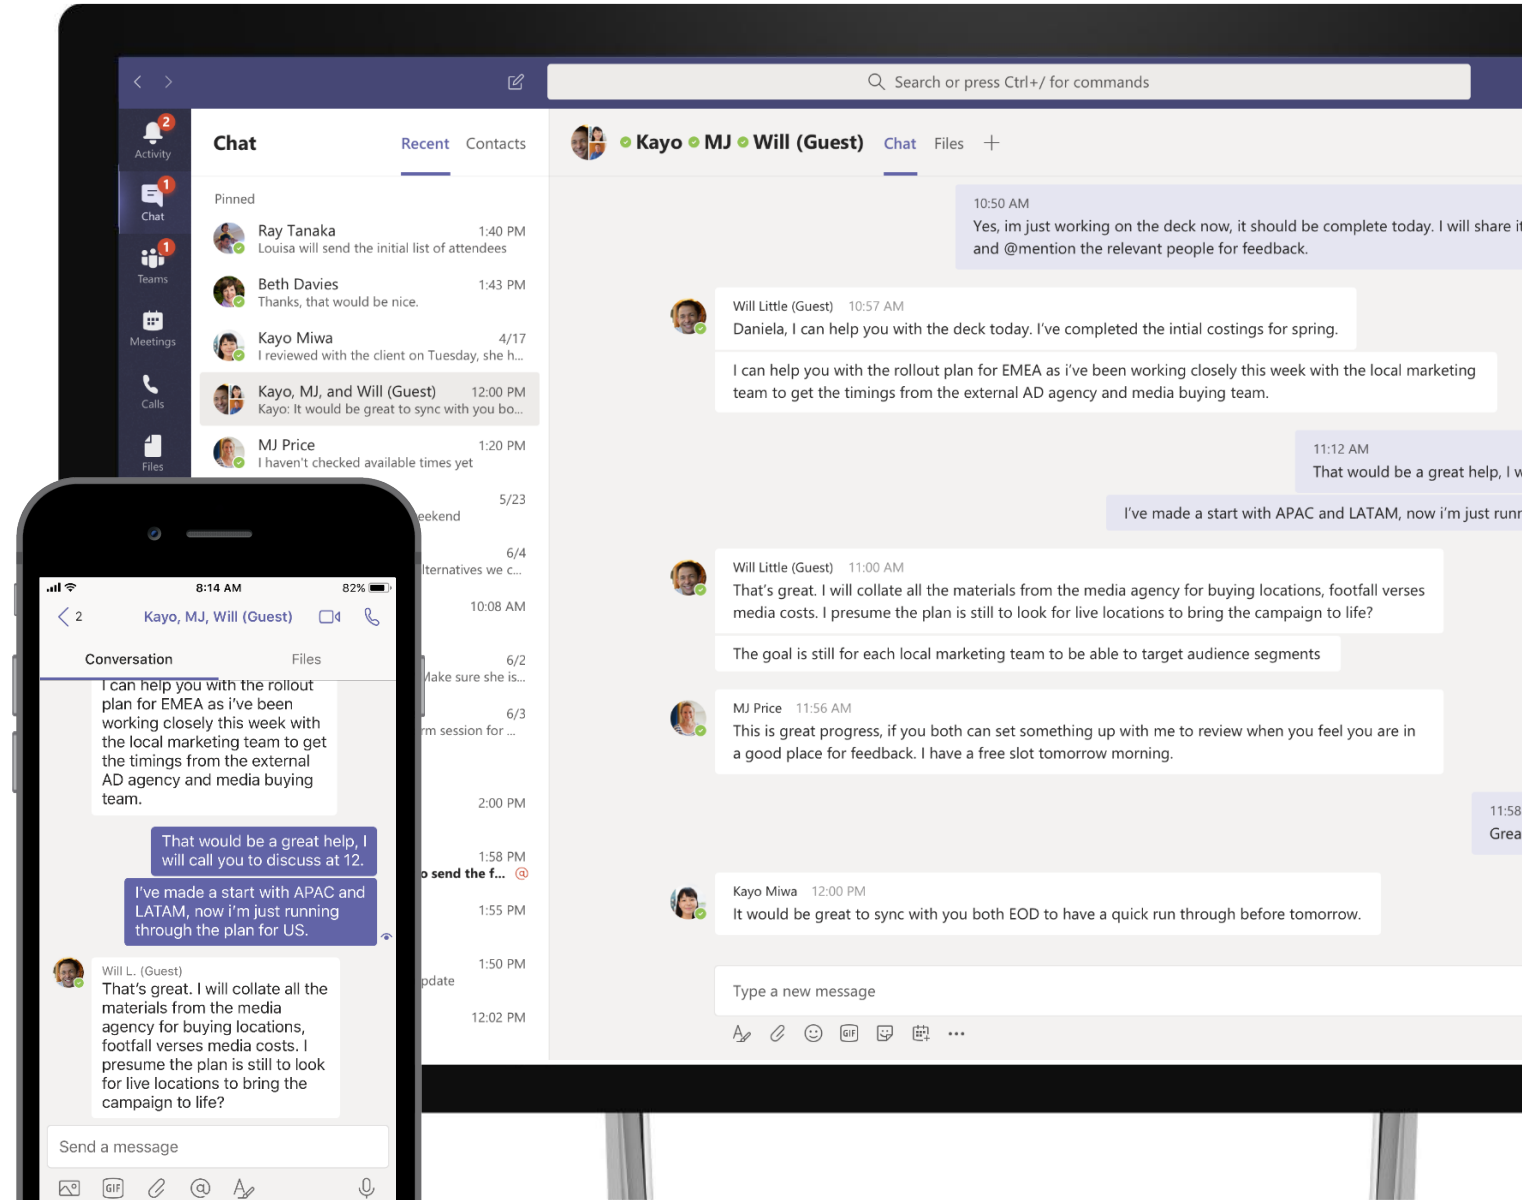 Search or press Ctrl+/ for commands
2
Activity
1
Chat
1
Teams
Meetings
Calls
Files
Chat
Recent
Contacts
Pinned
Ray Tanaka
1:40 PM
Louisa will send the initial list of attendees
Beth Davies
1:43 PM
Thanks, that would be nice.
Kayo Miwa
4/17
I reviewed with the client on Tuesday, she h...
Kayo, MJ, and Will (Guest)
12:00 PM
Kayo: It would be great to sync with you bo...
MJ Price
1:20 PM
I haven't checked available times yet
5/23
eekend
6/4
lternatives we c...
10:08 AM
6/2
Make sure she is...
6/3
rm session for ...
2:00 PM
1:58 PM
o send the f... @
1:55 PM
1:50 PM
pdate
12:02 PM
Kayo MJ Will (Guest)
Chat
Files
10:50 AM
Yes, im just working on the deck now, it should be complete today. I will share it
and @mention the relevant people for feedback.
Will Little (Guest) 10:57 AM
Daniela, I can help you with the deck today. I've completed the intial costings for spring.
I can help you with the rollout plan for EMEA as i've been working closely this week with the local marketing
team to get the timings from the external AD agency and media buying team.
11:12 AM
That would be a great help, I w
I've made a start with APAC and LATAM, now i'm just runn
Will Little (Guest) 11:00 AM
That's great. I will collate all the materials from the media agency for buying locations, footfall verses
media costs. I presume the plan is still to look for live locations to bring the campaign to life?
The goal is still for each local marketing team to be able to target audience segments
MJ Price 11:56 AM
This is great progress, if you both can set something up with me to review when you feel you are in
a good place for feedback. I have a free slot tomorrow morning.
11:58
Grea
Kayo Miwa 12:00 PM
It would be great to sync with you both EOD to have a quick run through before tomorrow.
Type a new message
GIF
8:14 AM
82%
2
Kayo, MJ, Will (Guest)
Conversation
Files
I can help you with the rollout
plan for EMEA as i've been
working closely this week with
the local marketing team to get
the timings from the external
AD agency and media buying
team.
That would be a great help, I
will call you to discuss at 12.
I've made a start with APAC and
LATAM, now i'm just running
through the plan for US.
Will L. (Guest)
That's great. I will collate all the
materials from the media
agency for buying locations,
footfall verses media costs. I
presume the plan is still to look
for live locations to bring the
campaign to life?
Send a message
GIF
@